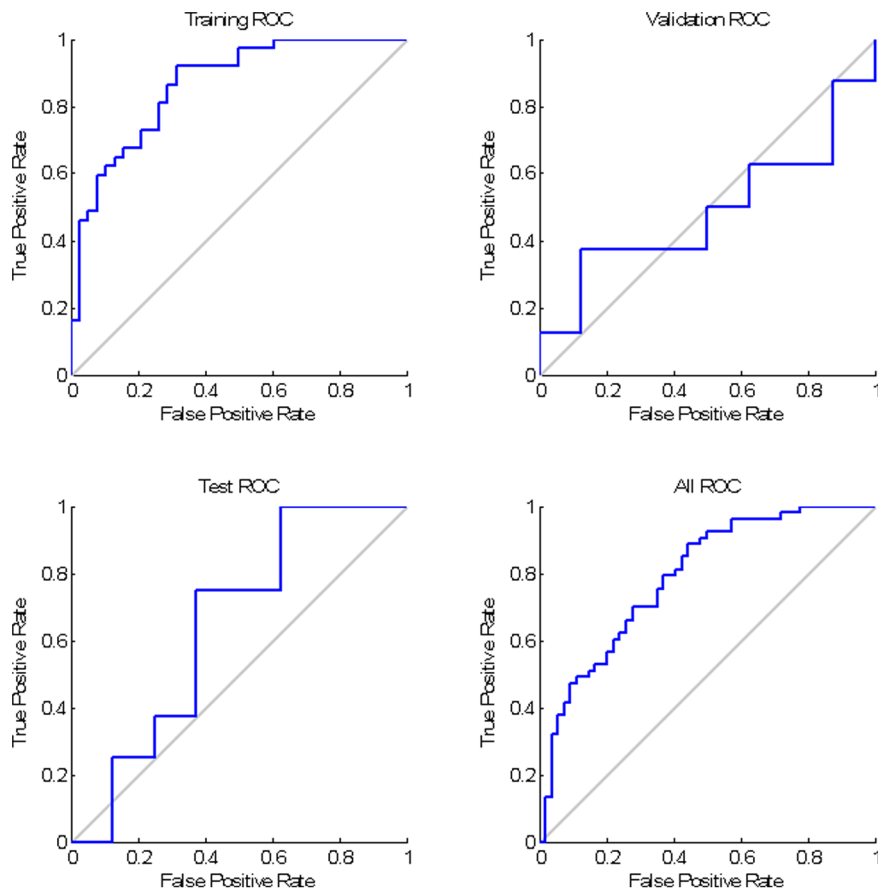 Training ROC
1
0.8
0.6
0.4
0.2
0
True Positive Rate
0 0.2 0.4 0.6 0.8 1
False Positive Rate
Validation ROC
1
0.8
0.6
0.4
0.2
0
True Positive Rate
0 0.2 0.4 0.6 0.8 1
False Positive Rate
Test ROC
1
0.8
0.6
0.4
0.2
0
True Positive Rate
0 0.2 0.4 0.6 0.8 1
False Positive Rate
All ROC
1
0.8
0.6
0.4
0.2
0
True Positive Rate
0 0.2 0.4 0.6 0.8 1
False Positive Rate